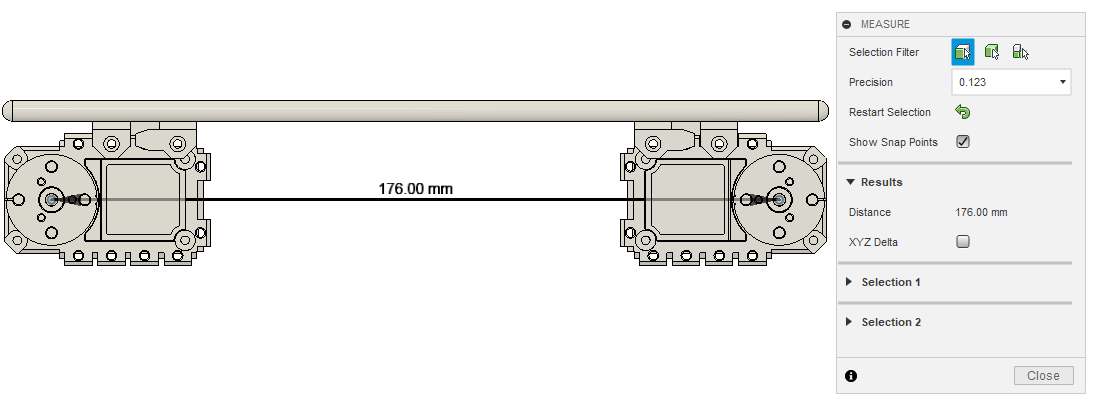 MEASURE
Selection Filter
Precision 0.123
Restart Selection
Show Snap Points
176.00 mm
Results
Distance 176.00 mm
XYZ Delta
Selection 1
Selection 2
Close